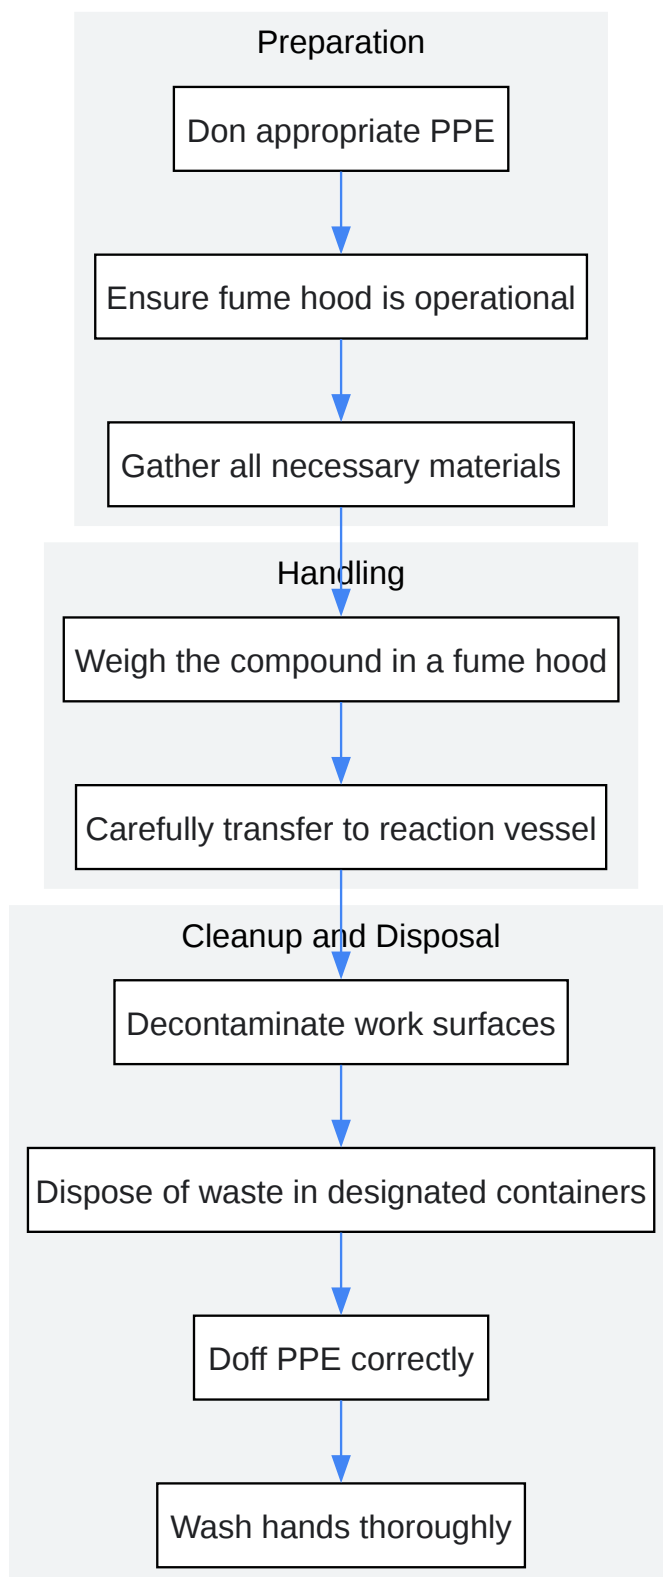 Preparation
Don appropriate PPE
Ensure fume hood is operational
Gather all necessary materials
Handling
Weigh the compound in a fume hood
Carefully transfer to reaction vessel
Cleanup and Disposal
Decontaminate work surfaces
Dispose of waste in designated containers
Doff PPE correctly
Wash hands thoroughly